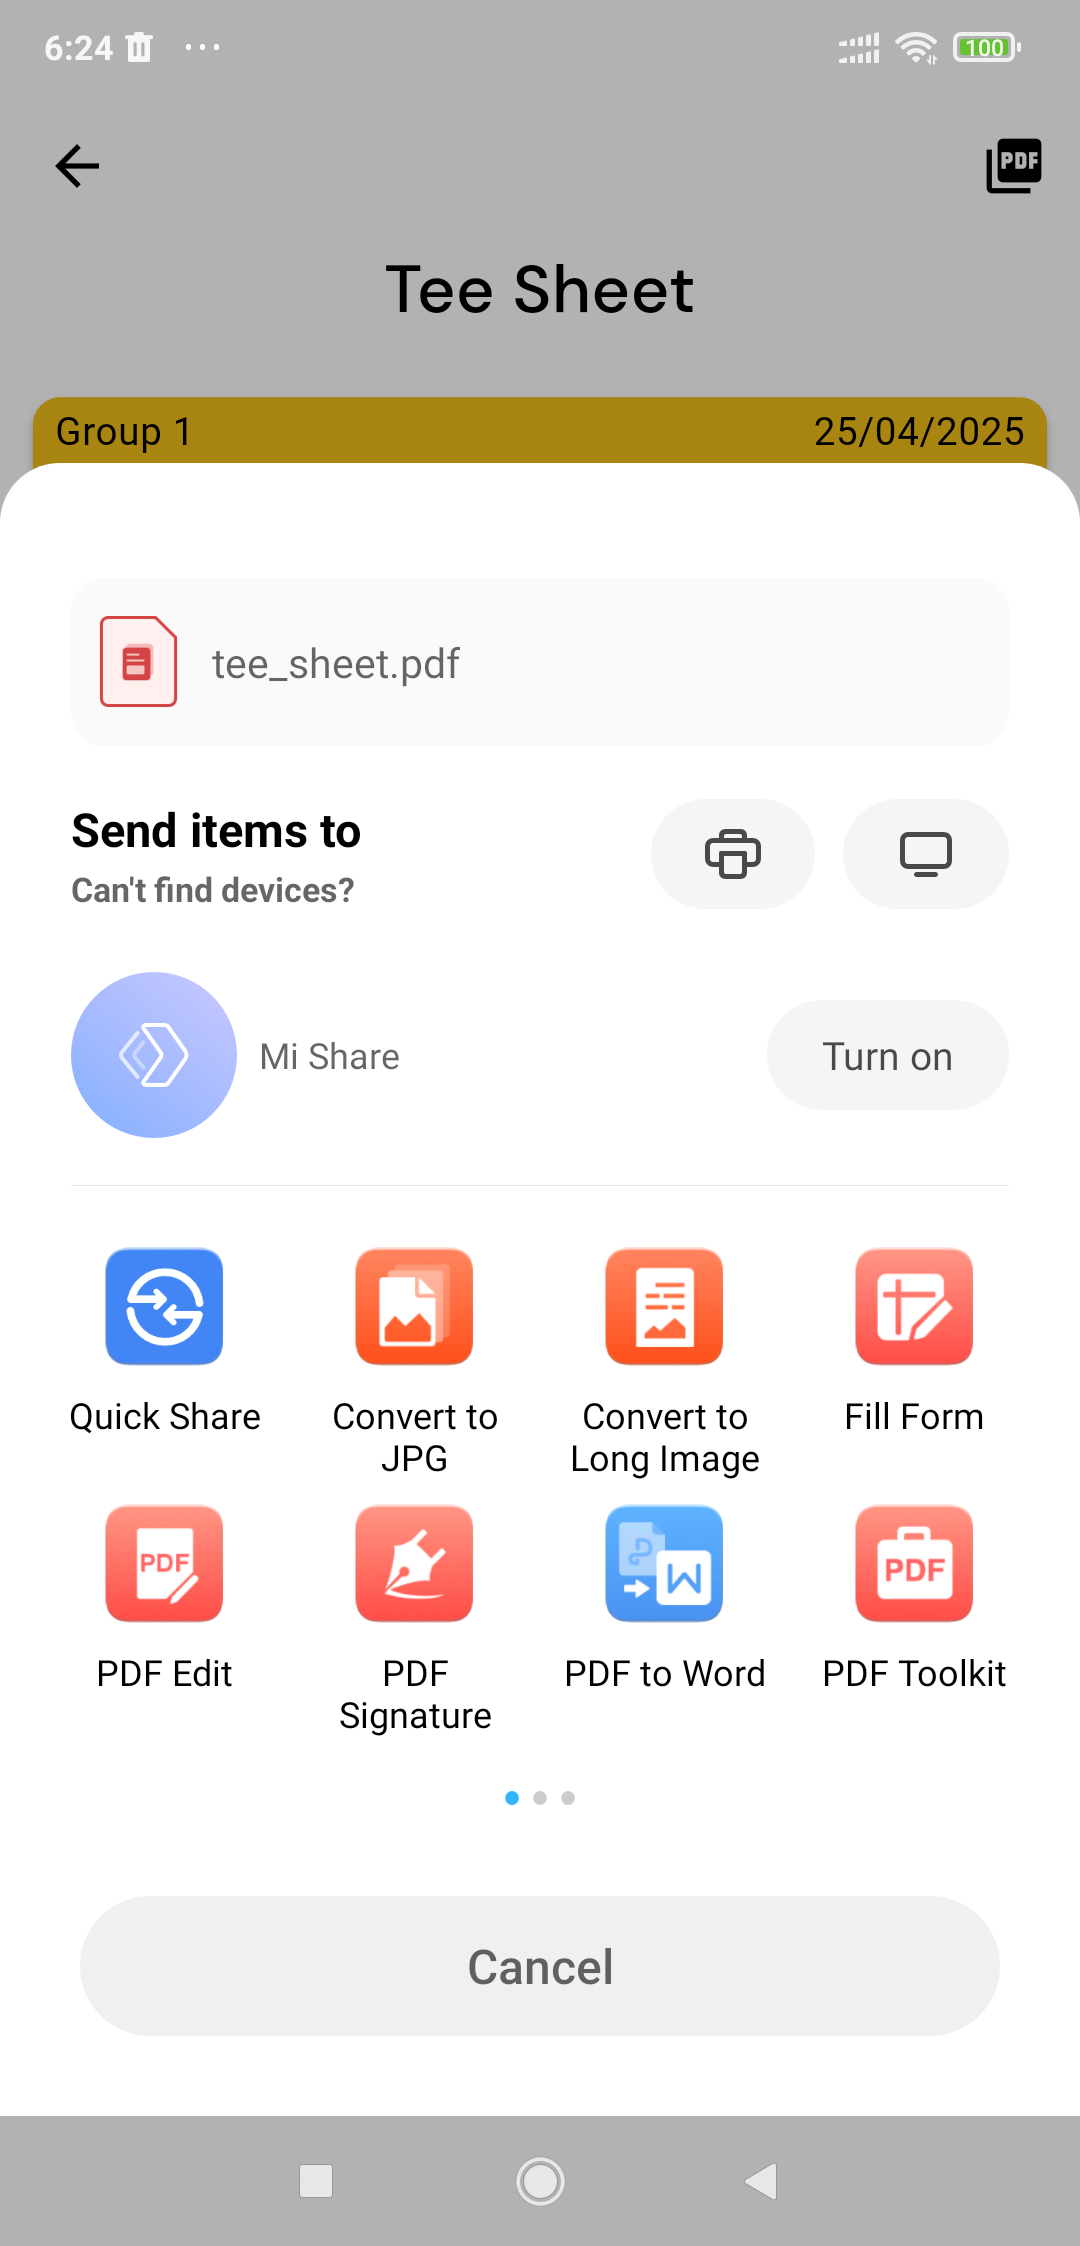 6:24
100
PDF
Tee Sheet
Group 1
25/04/2025
tee_sheet.pdf
Send items to
Can't find devices?
Mi Share
Turn on
Quick Share
Convert to
JPG
Convert to
Long Image
Fill Form
PDF
W
PDF
PDF Edit
PDF
Signature
PDF to Word
PDF Toolkit
Cancel